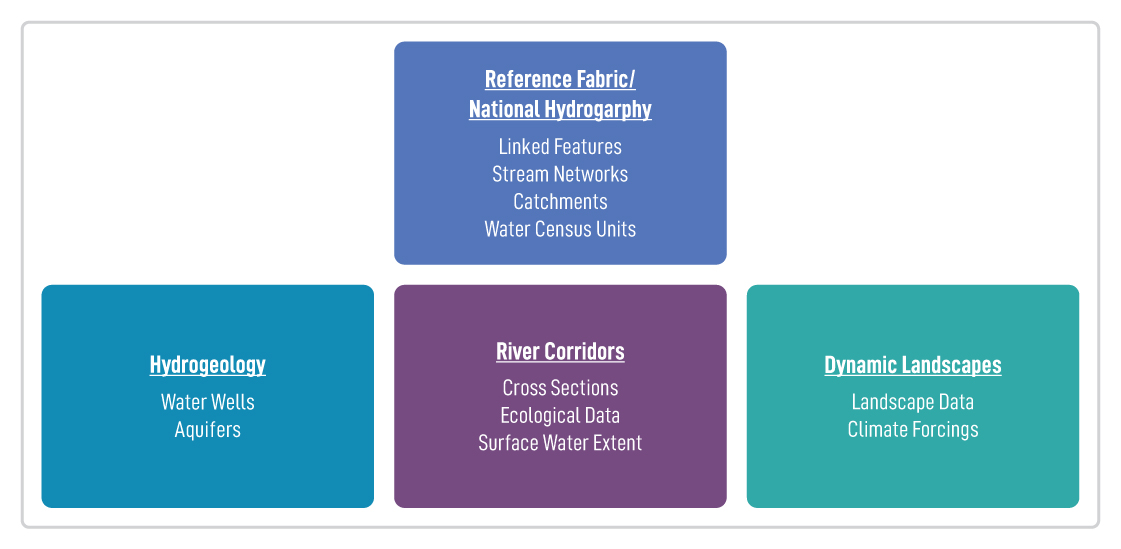 Reference Fabric/
National Hydrogarphy
Linked Features
Stream Networks
Catchments
Water Census Units
Hydrogeology
Water Wells
Aquifers
River Corridors
Cross Sections
Ecological Data
Surface Water Extent
Dynamic Landscapes
Landscape Data
Climate Forcings